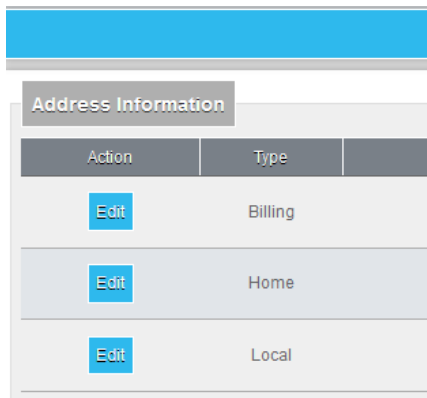 Address Information
Action Type
Edit Billing
Edit Home
Edit Local